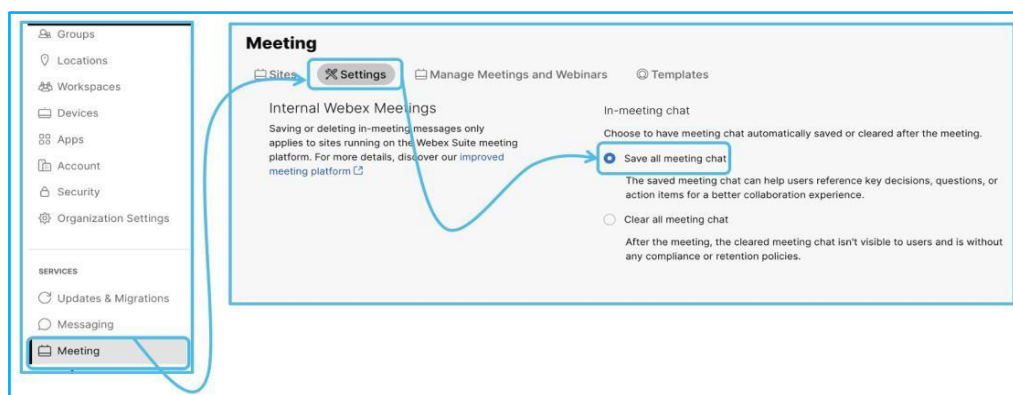 Groups
Locations
Workspaces
Devices
Apps
Account
Security
Organization Settings
SERVICES
Updates & Migrations
Messaging
Meeting
Meeting
Sites
Settings
Manage Meetings and Webinars
Templates
Internal Webex Meetings
Saving or deleting in-meeting messages only
applies to sites running on the Webex Suite meeting
platform. For more details, discover our improved
meeting platform
In-meeting chat
Choose to have meeting chat automatically saved or cleared after the meeting.
Save all meeting chat
The saved meeting chat can help users reference key decisions, questions, or
action items for a better collaboration experience.
Clear all meeting chat
After the meeting, the cleared meeting chat isn't visible to users and is without
any compliance or retention policies.